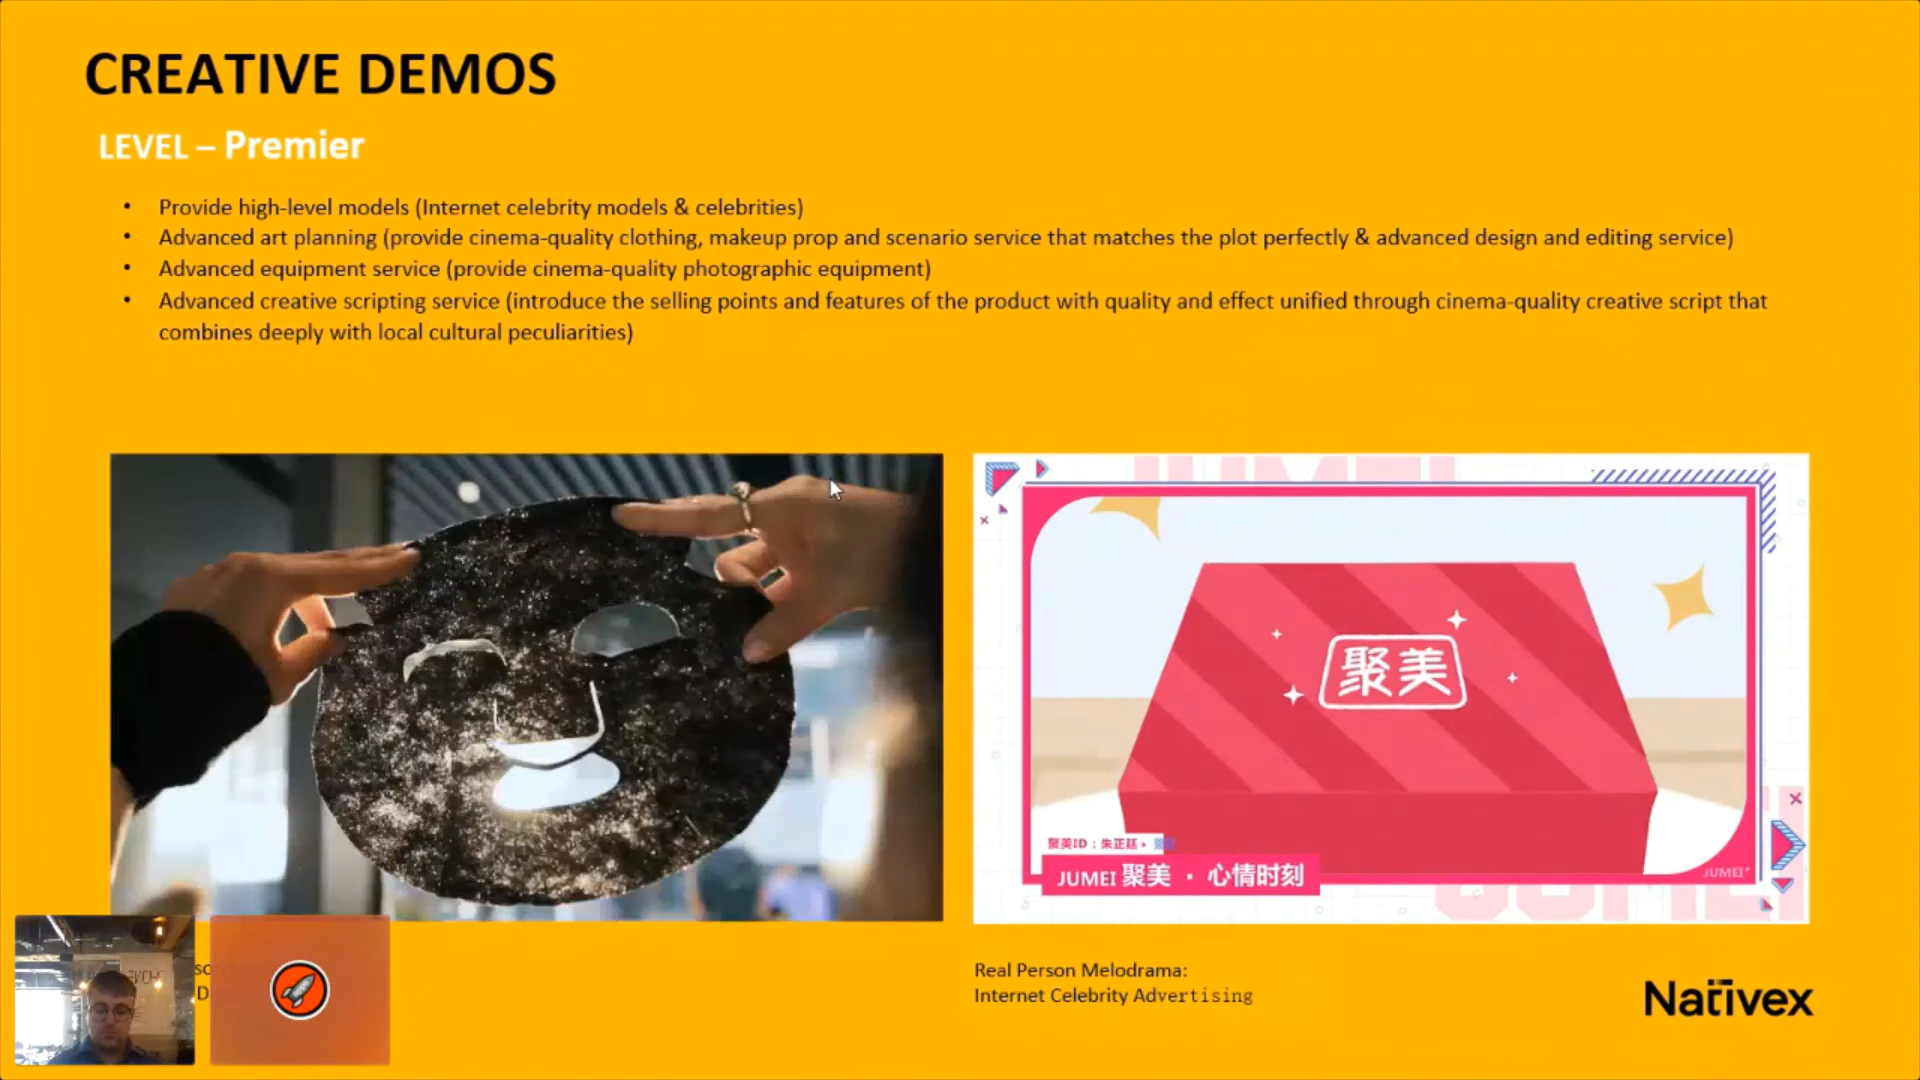 CREATIVE DEMOS
LEVEL – Premier
• Provide high-level models (Internet celebrity models & celebrities)
• Advanced art planning (provide cinema-quality clothing, makeup prop and scenario service that matches the plot perfectly & advanced design and editing service)
• Advanced equipment service (provide cinema-quality photographic equipment)
• Advanced creative scripting service (introduce the selling points and features of the product with quality and effect unified through cinema-quality creative script that
combines deeply with local cultural peculiarities)
JUMEI
聚美
聚美ID：朱正廷
JUMEI 聚美 · 心情时刻
JUMEI
Real Person Melodrama:
Internet Celebrity Advertising
Nativex